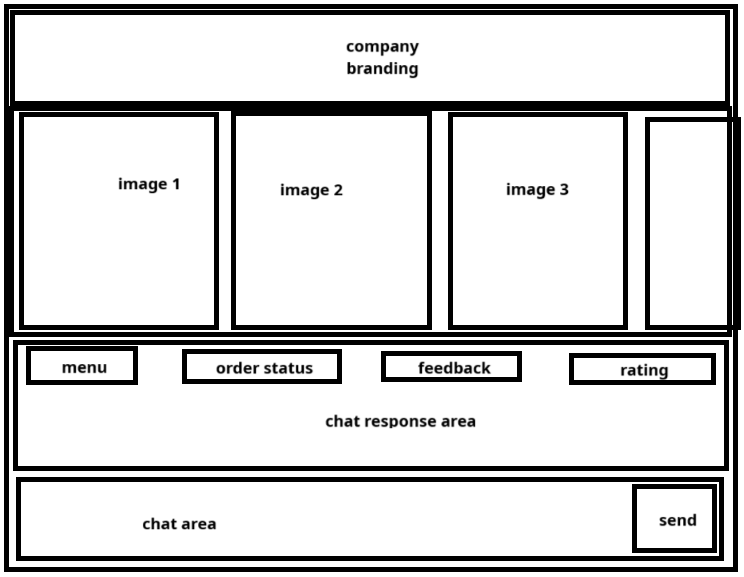 company
branding
image 1
image 2
image 3
menu
order status
feedback
rating
chat response area
chat area
send